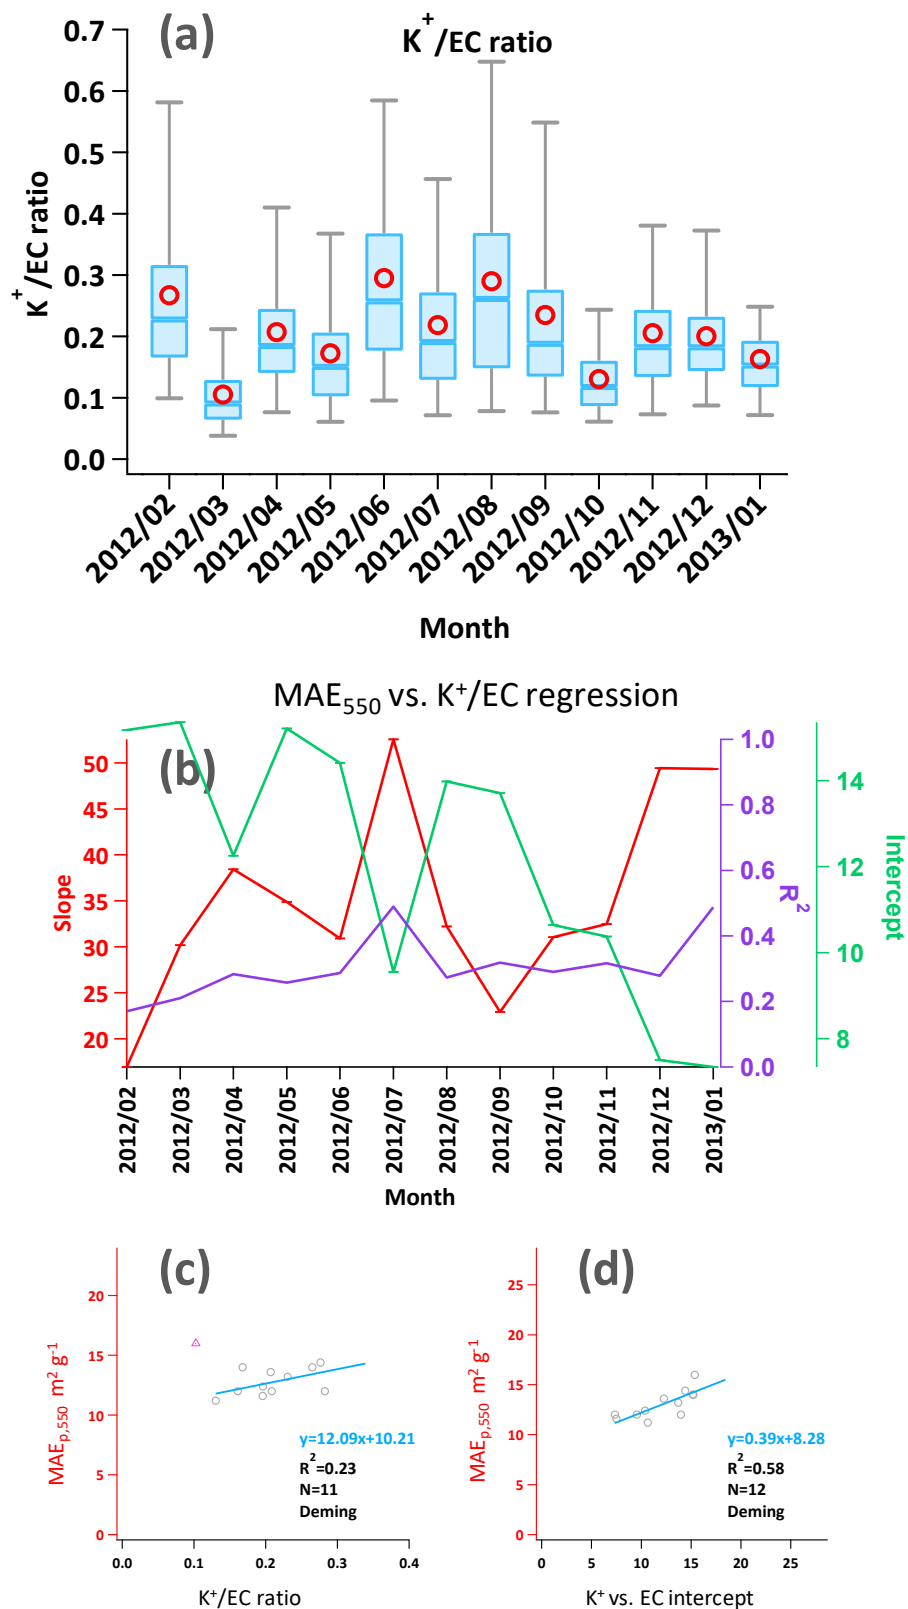 (a)
K+/EC ratio
K+/EC ratio
0.7
0.6
0.5
0.4
0.3
0.2
0.1
0.0
2012/02
2012/03
2012/04
2012/05
2012/06
2012/07
2012/08
2012/09
2012/10
2012/11
2012/12
2013/01
Month
MAE550 vs. K+/EC regression
(b)
Slope
50
45
40
35
30
25
20
1.0
0.8
0.6
0.4
0.2
0.0
R2
14
12
10
8
Intercept
2012/02
2012/03
2012/04
2012/05
2012/06
2012/07
2012/08
2012/09
2012/10
2012/11
2012/12
2013/01
Month
(c)
MAEp,550 m2 g-1
20
15
10
5
0
y=12.09x+10.21
R2=0.23
N=11
Deming
0.0
0.1
0.2
0.3
0.4
K+/EC ratio
(d)
MAEp,550 m2 g-1
25
20
15
10
5
0
y=0.39x+8.28
R2=0.58
N=12
Deming
0
5
10
15
20
25
K+ vs. EC intercept